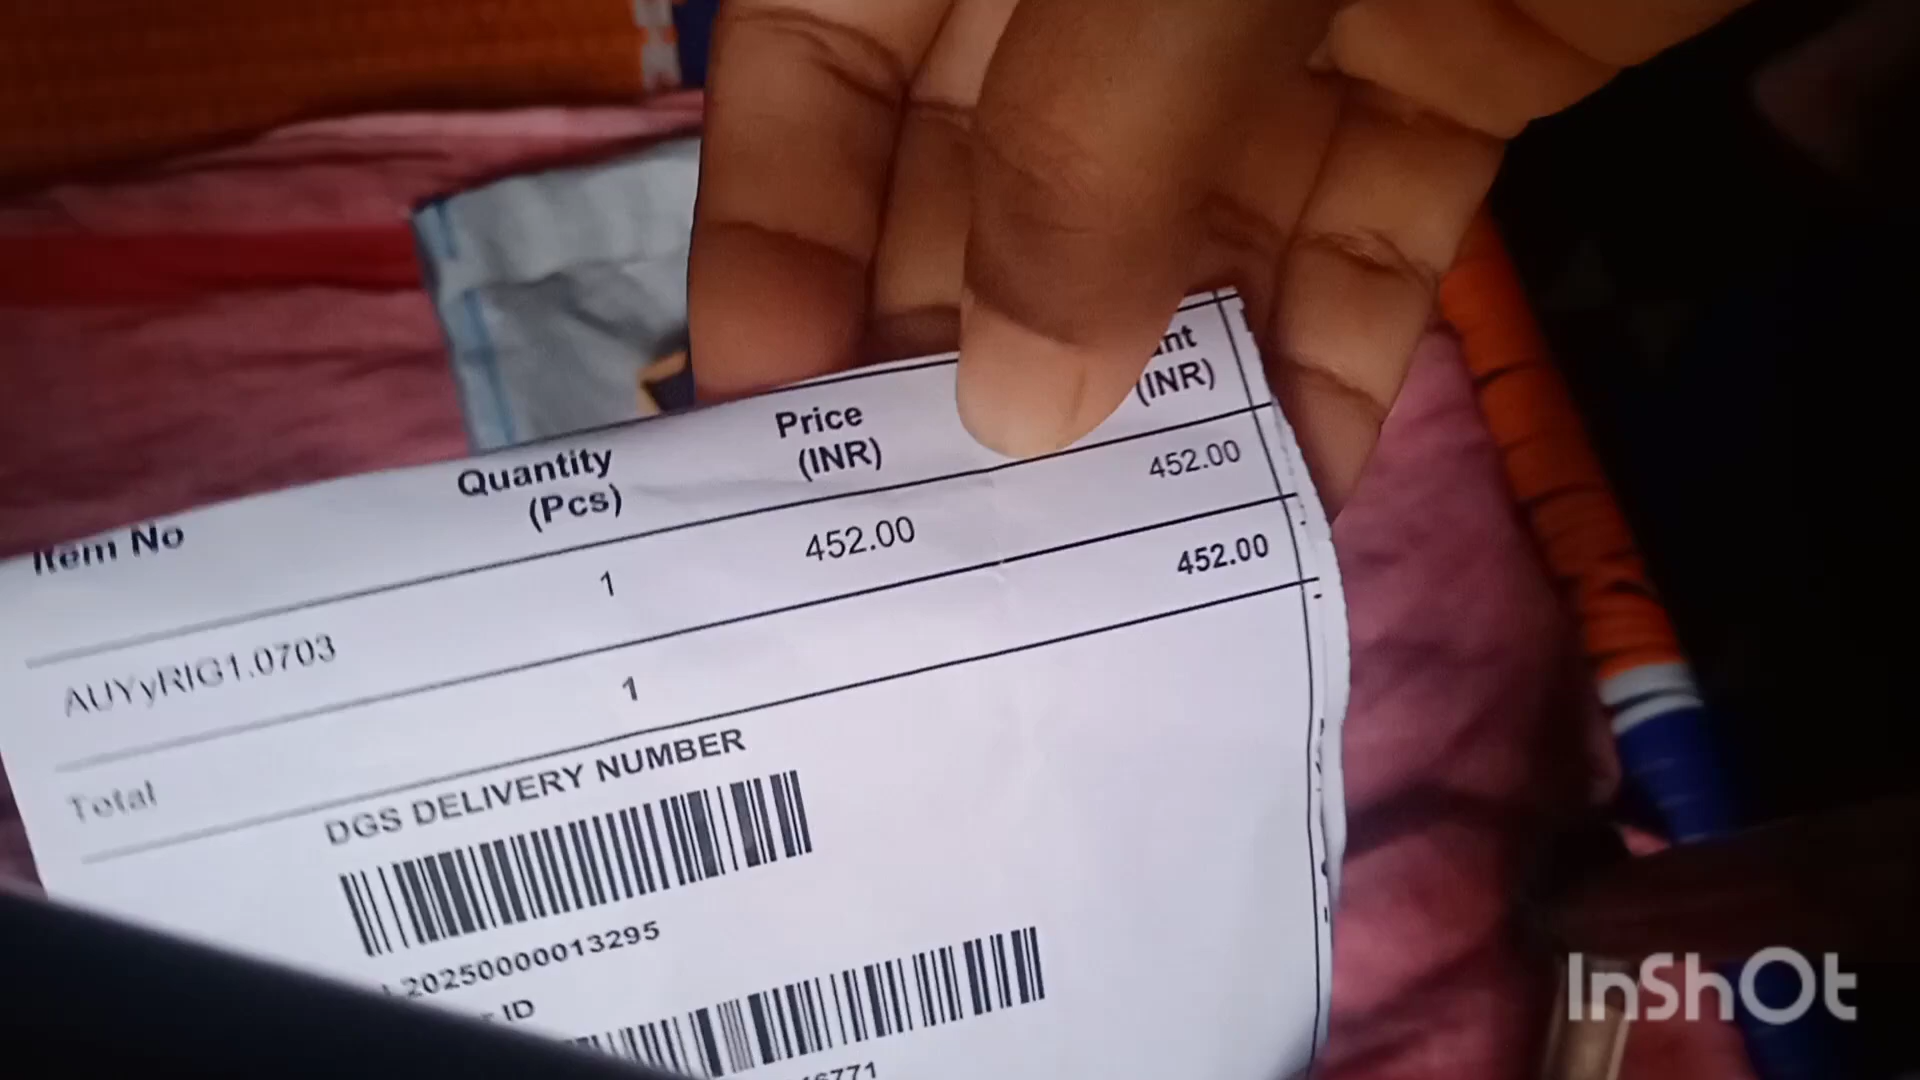 Item No Quantity (Pcs) Price (INR) (INR)
AUYyRIG1.0703 1 452.00 452.00
Total 1 452.00
DGS DELIVERY NUMBER
20250000013295
ID
6771
InShOt